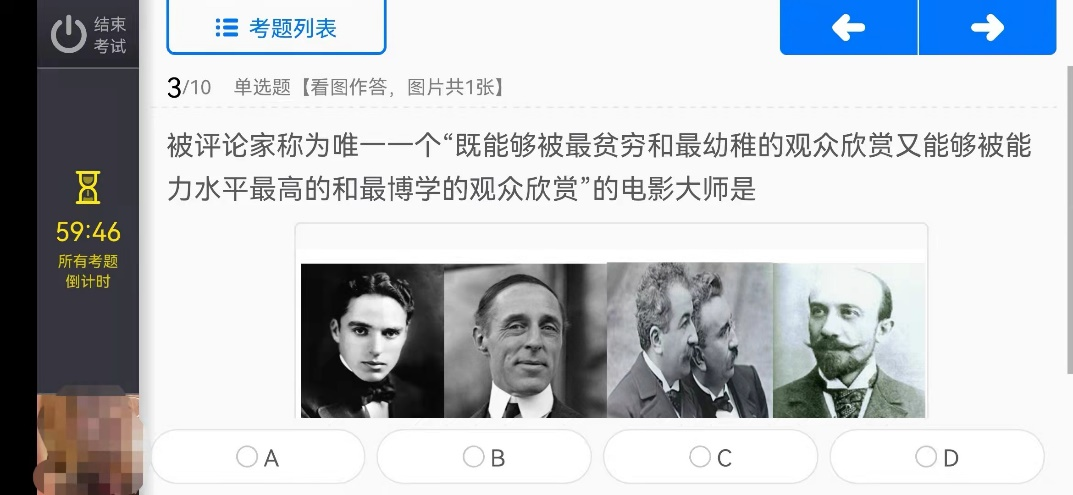 结束
考试
考题列表
3/10 单选题【看图作答，图片共1张】
被评论家称为唯一一个“既能够被最贫穷和最幼稚的观众欣赏又能够被能
力水平最高的和最博学的观众欣赏”的电影大师是
59:46
所有考题
倒计时
A
B
C
D